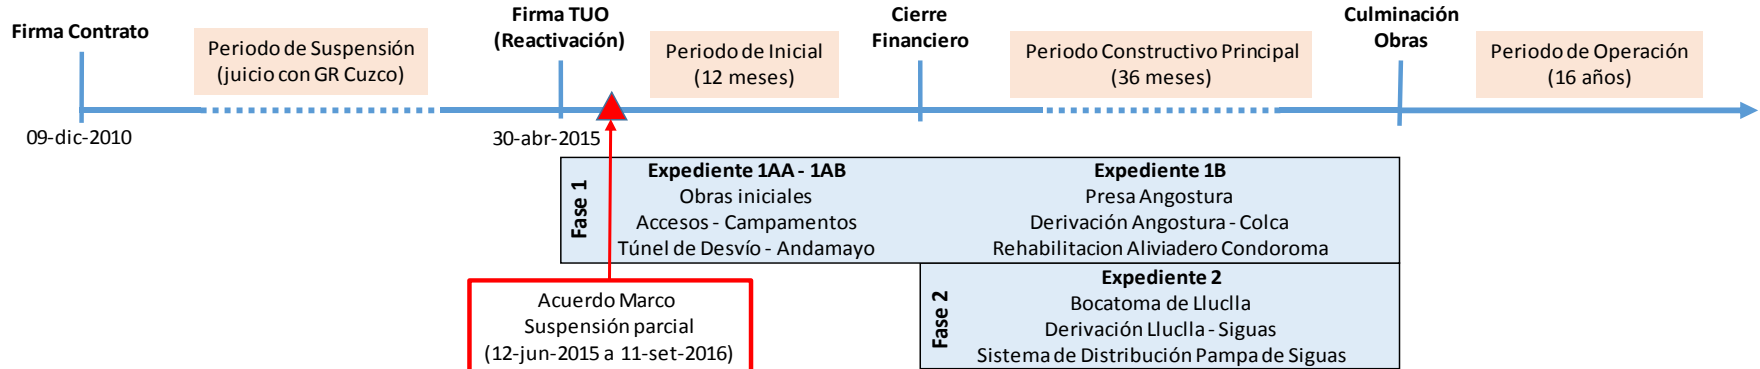 Firma Contrato
Periodo de Suspensión
(juicio con GR Cuzco)
Firma TUO
(Reactivación)
Periodo de Inicial
(12 meses)
Cierre
Financiero
Periodo Constructivo Principal
(36 meses)
Culminación
Obras
Periodo de Operación
(16 años)
09-dic-2010
30-abr-2015
Fase 1
Expediente 1AA - 1AB
Obras iniciales
Accesos - Campamentos
Túnel de Desvío - Andamayo
Expediente 1B
Presa Angostura
Derivación Angostura - Colca
Rehabilitacion Aliviadero Condoroma
Acuerdo Marco
Suspensión parcial
(12-jun-2015 a 11-set-2016)
Fase 2
Expediente 2
Bocatoma de Lluclla
Derivación Lluclla - Siguas
Sistema de Distribución Pampa de Siguas